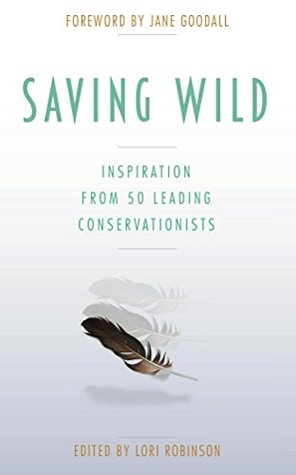 FOREWORD BY JANE GOODALL
SAVING WILD
INSPIRATION
FROM 50 LEADING
CONSERVATIONISTS
EDITED BY LORI ROBINSON